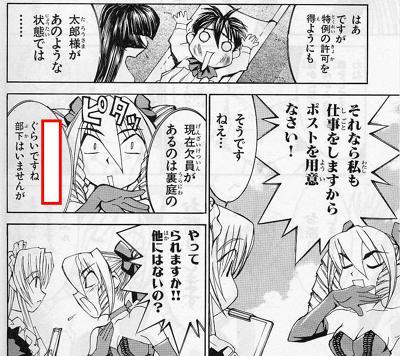 はあ
ですが
特例の許可を
得ようにも
太郎様が
あのような
状態では
……
それなら私も
仕事をしますから
ポストを用意
なさい!
そうです
ねえ…
現在欠員が
あるのは裏庭の
ピタッ
ぐらいですね
部下はいませんが
やって
られますか!!
他にはないの?